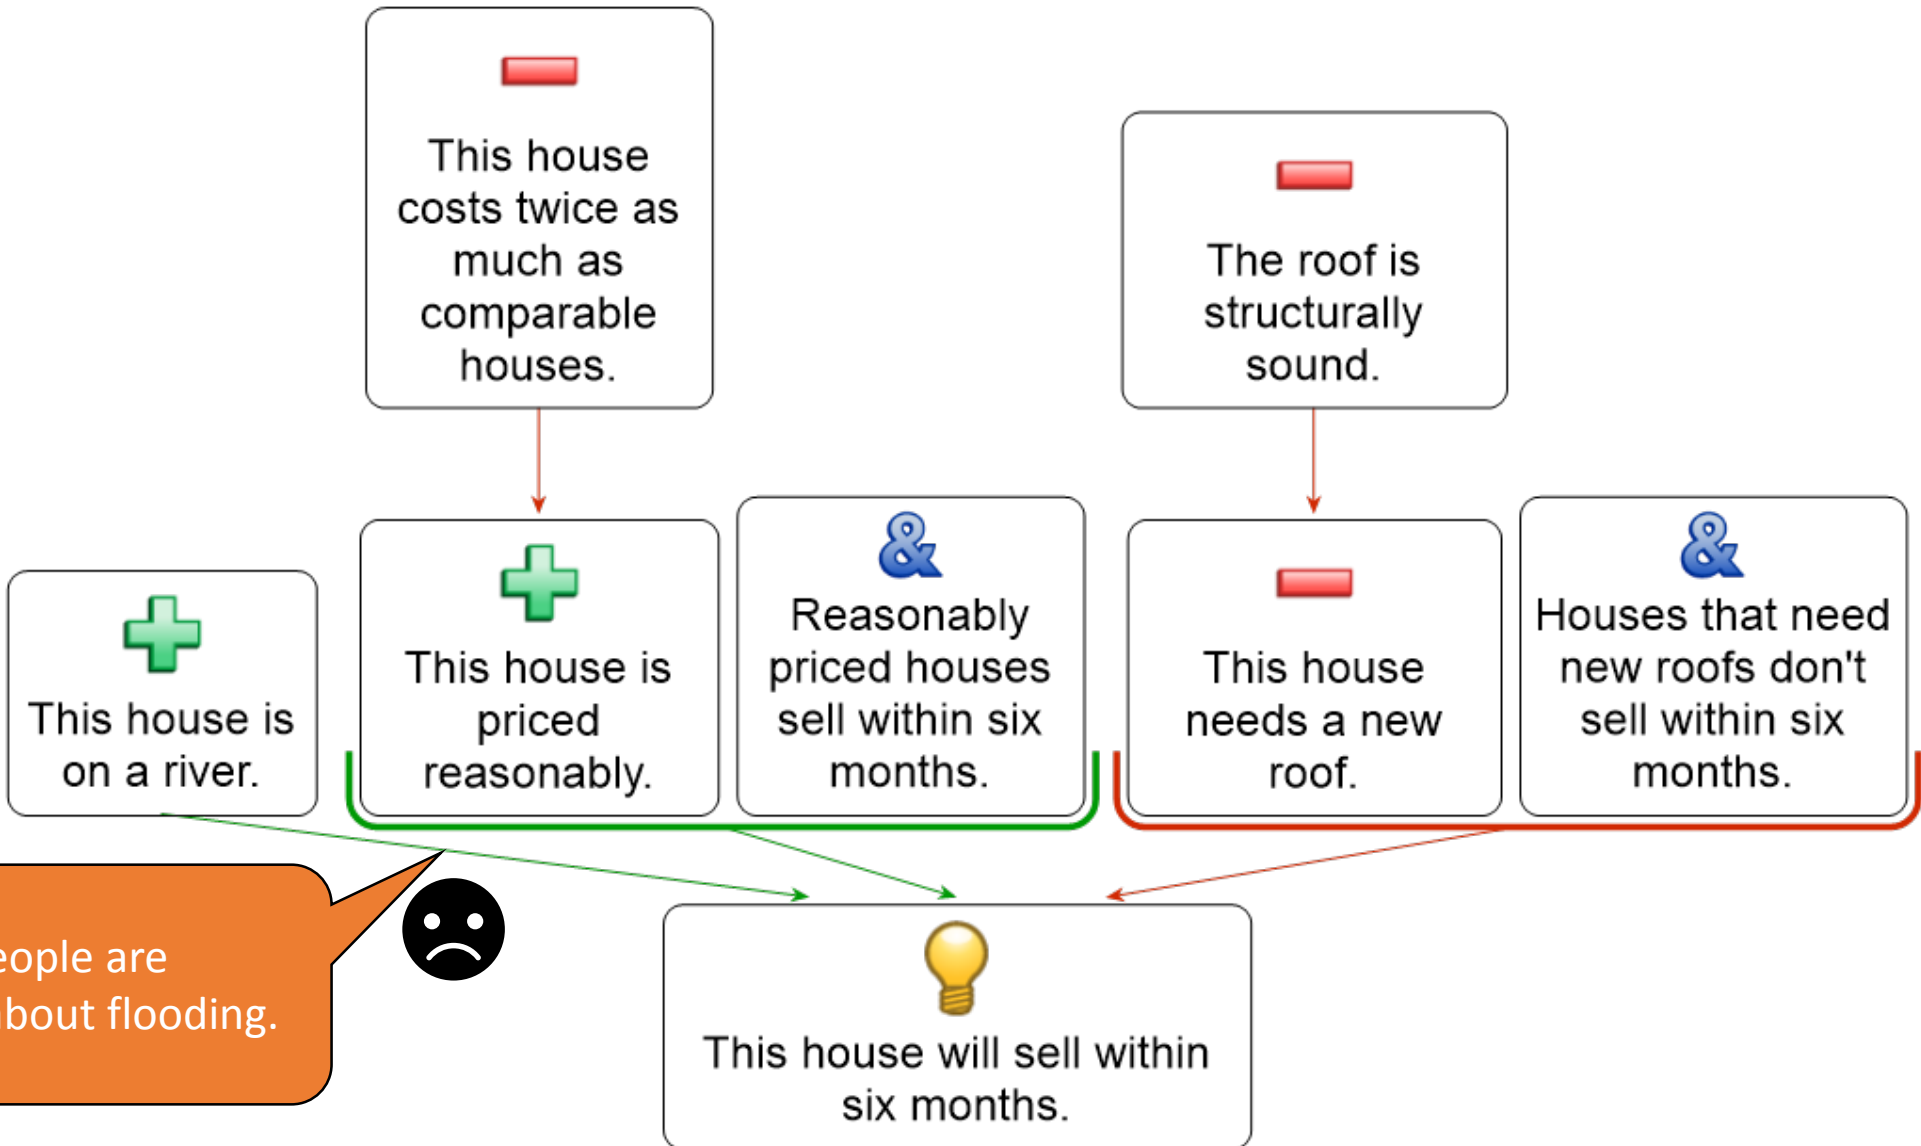 This house
costs twice as
much as
comparable
houses.
The roof is
structurally
sound.
This house is
on a river.
This house is
priced
reasonably.
&
Reasonably
priced houses
sell within six
months.
This house
needs a new
roof.
&
Houses that need
new roofs don't
sell within six
months.
are
flooding.
This house will sell within
six months.